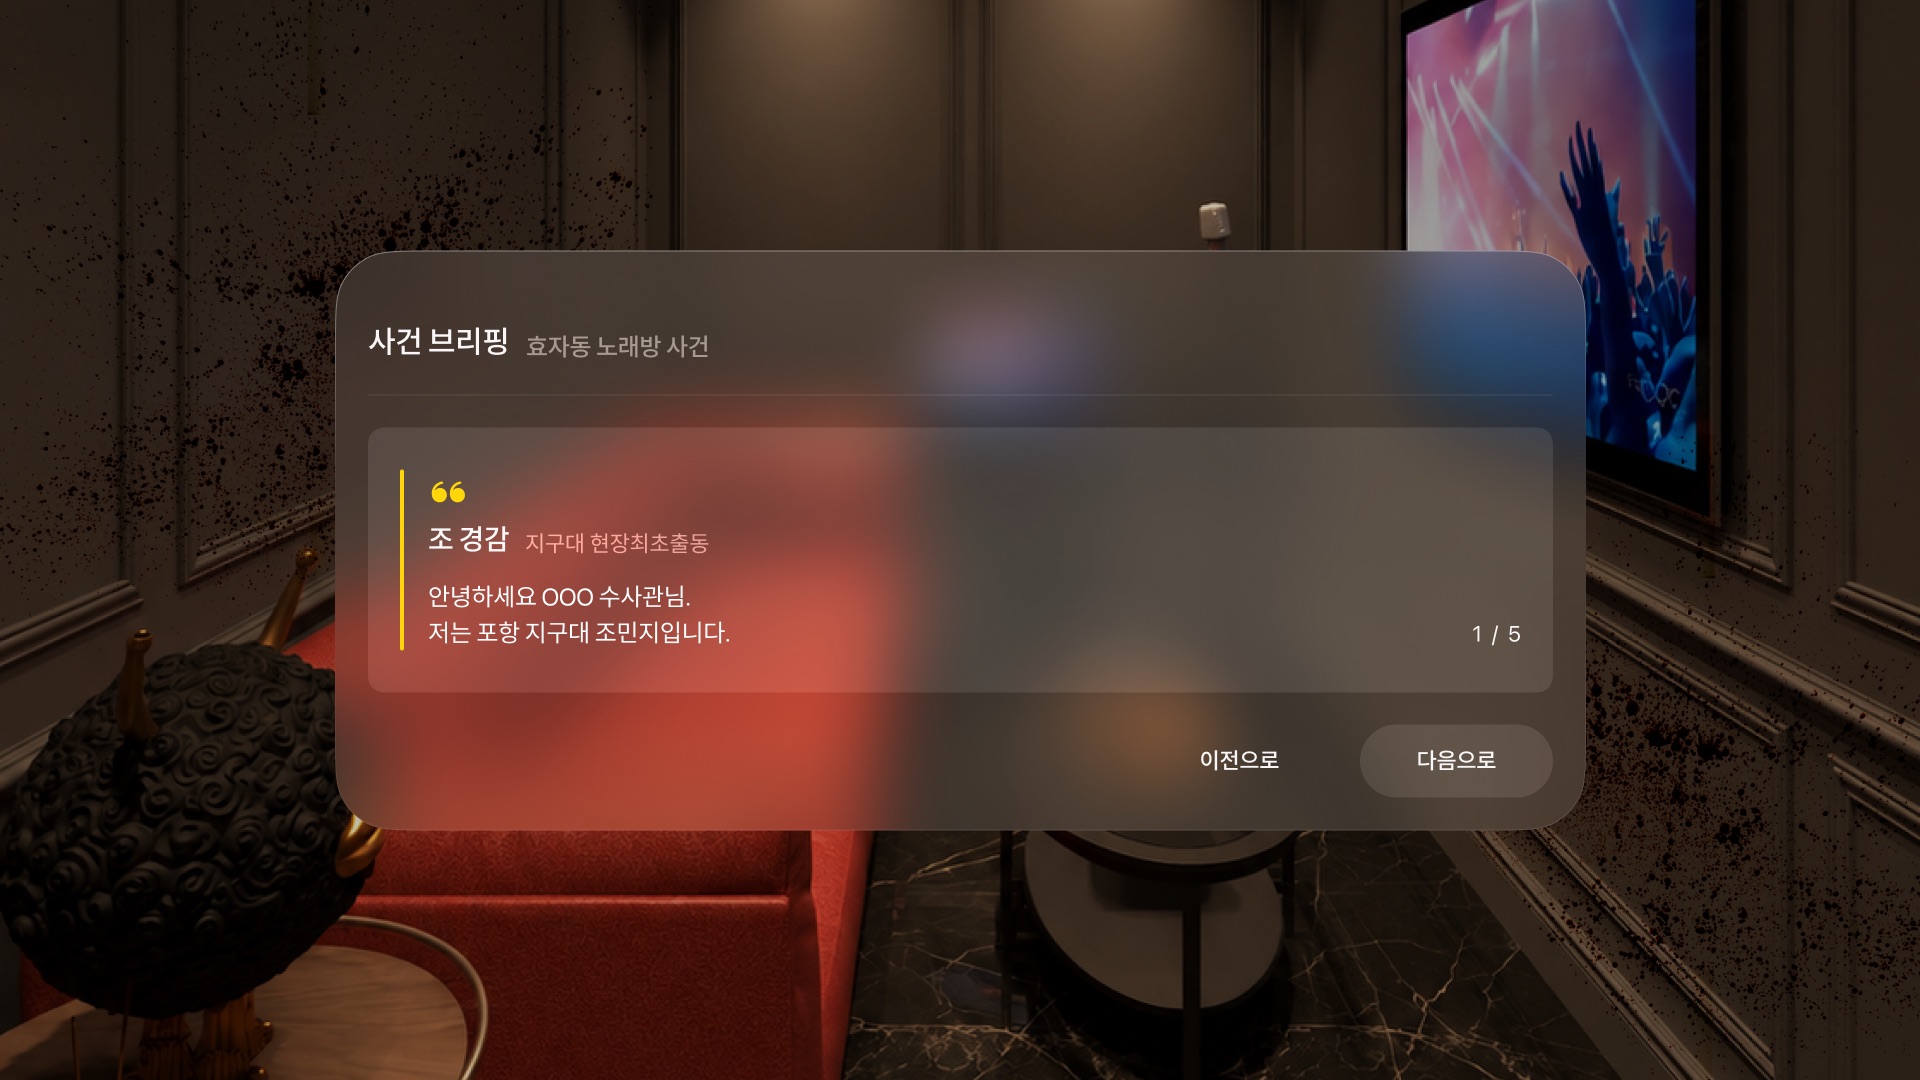 사건 브리핑 효자동 노래방 사건
조 경감 지구대 현장최초출동
안녕하세요 OOO 수사관님.
저는 포항 지구대 조민지입니다.
1 / 5
이전으로 다음으로